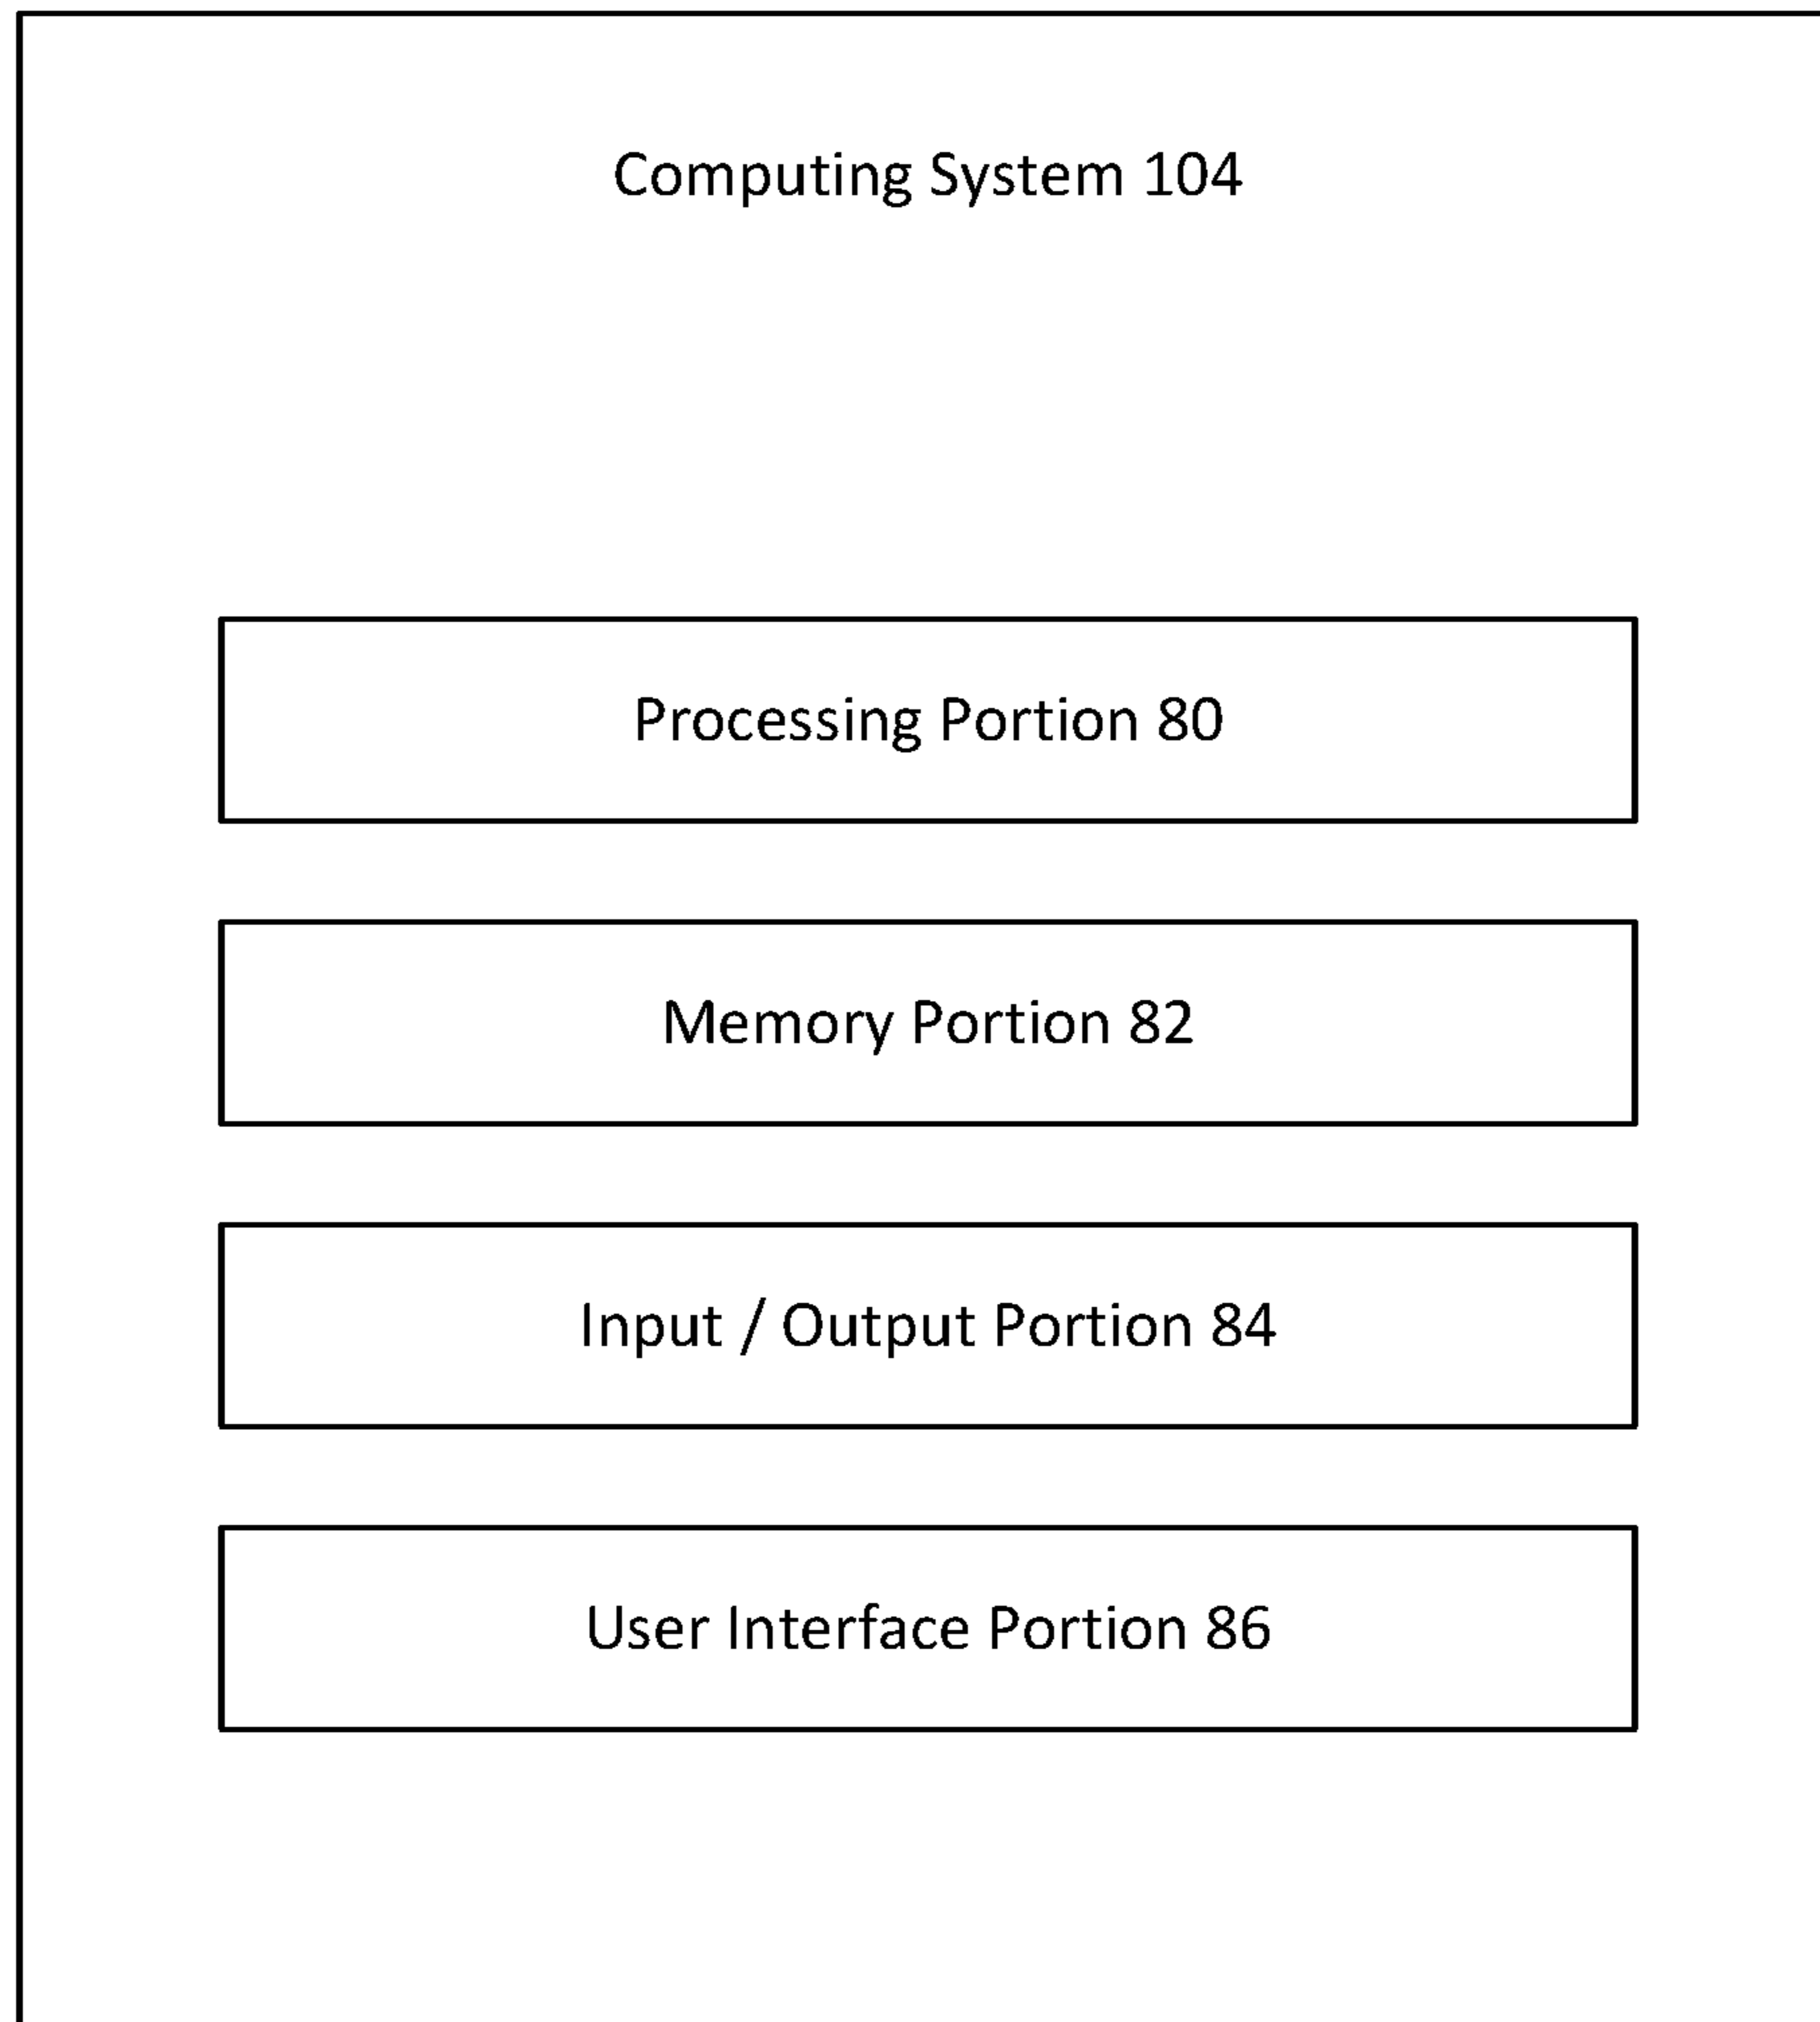 Computing System 104
Processing Portion 80
Memory Portion 82
Input / Output Portion 84
User Interface Portion 86